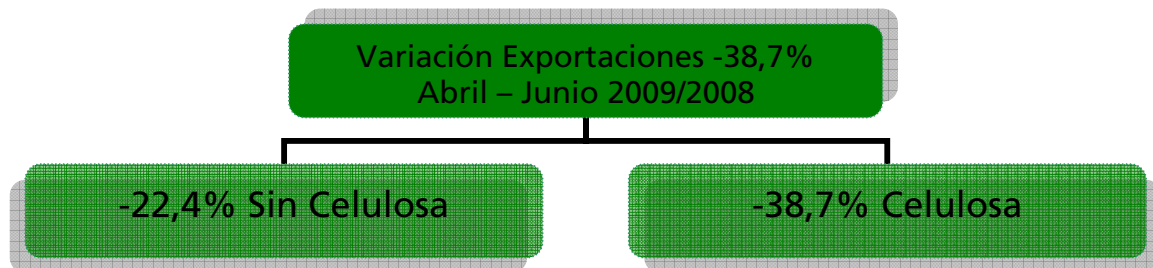 Variación Exportaciones -38,7%
Abril – Junio 2009/2008
-22,4% Sin Celulosa
-38,7% Celulosa